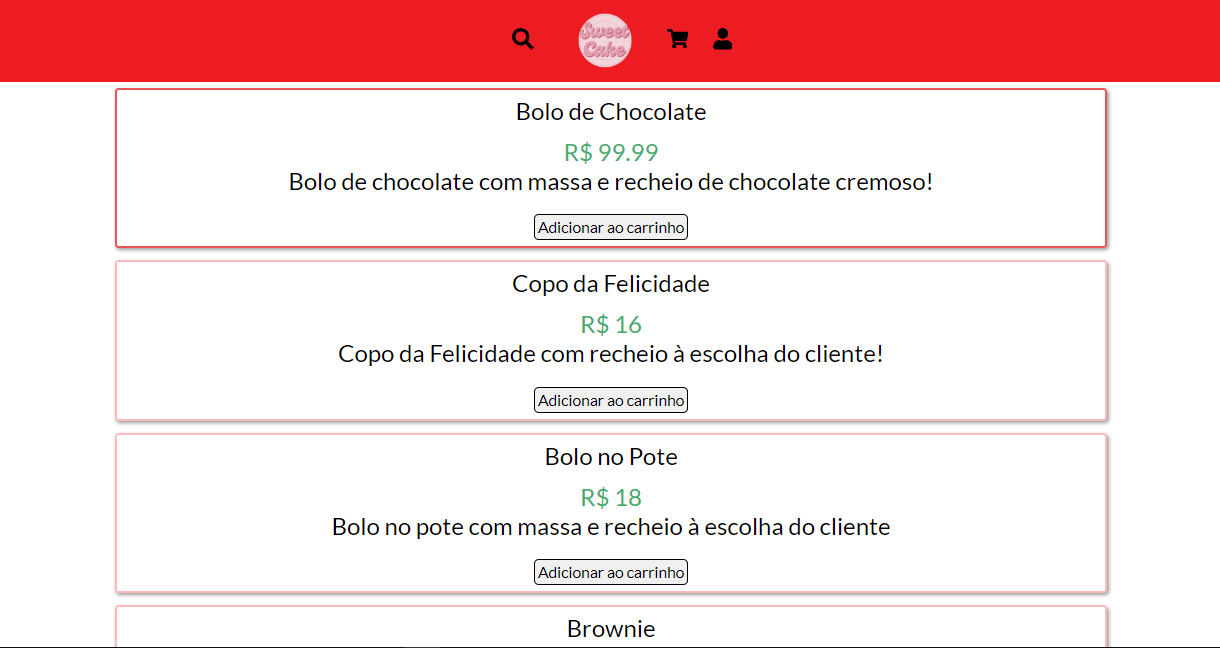 Sweet
Cake
Bolo de Chocolate
R$ 99.99
Bolo de chocolate com massa e recheio de chocolate cremoso!
Adicionar ao carrinho
Copo da Felicidade
R$ 16
Copo da Felicidade com recheio à escolha do cliente!
Adicionar ao carrinho
Bolo no Pote
R$ 18
Bolo no pote com massa e recheio à escolha do cliente
Adicionar ao carrinho
Brownie